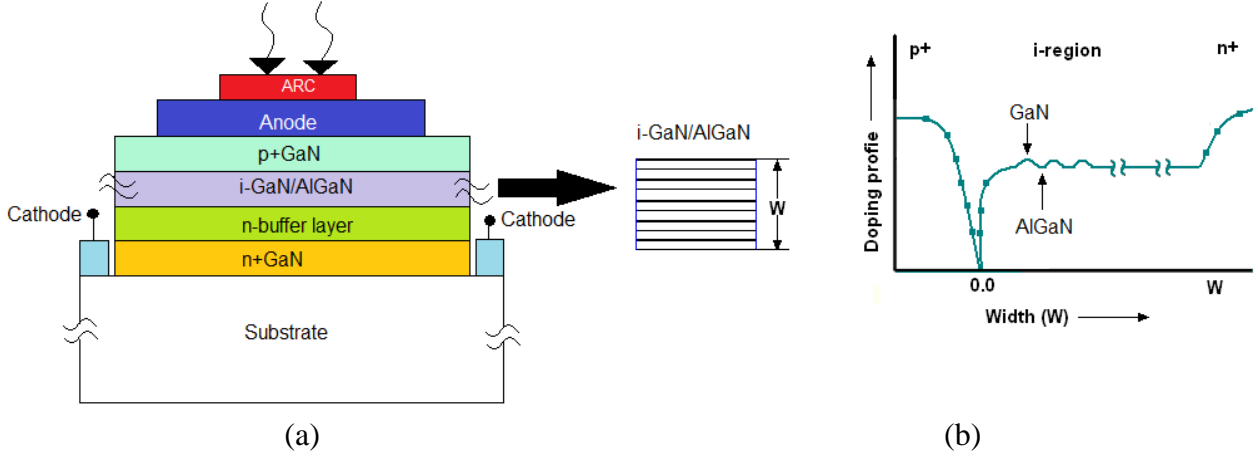 ARC
Anode
p+GaN
i-GaN/AlGaN
n-buffer layer
n+GaN
Cathode
Cathode
Substrate
i-GaN/AlGaN
W
(a)
p+
i-region
n+
GaN
AlGaN
Doping profie
0.0
W
Width (W)
(b)